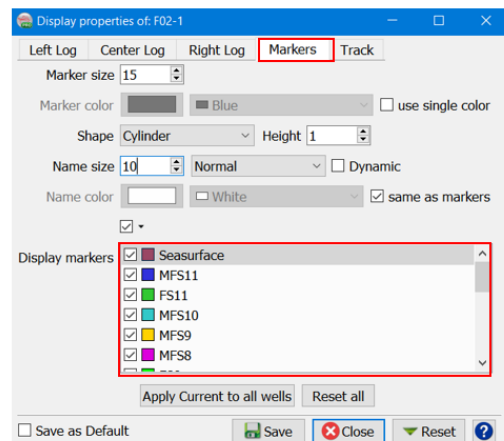 Display properties of: F02-1
Left Log Center Log Right Log Markers Track
Marker size 15
Marker color Blue use single color
Shape Cylinder Height 1
Name size 10 Normal Dynamic
Name color White same as markers
Display markers
Seasurface
MFS11
FS11
MFS10
MFS9
MFS8
Apply Current to all wells Reset all
Save as Default Save Close Reset ?